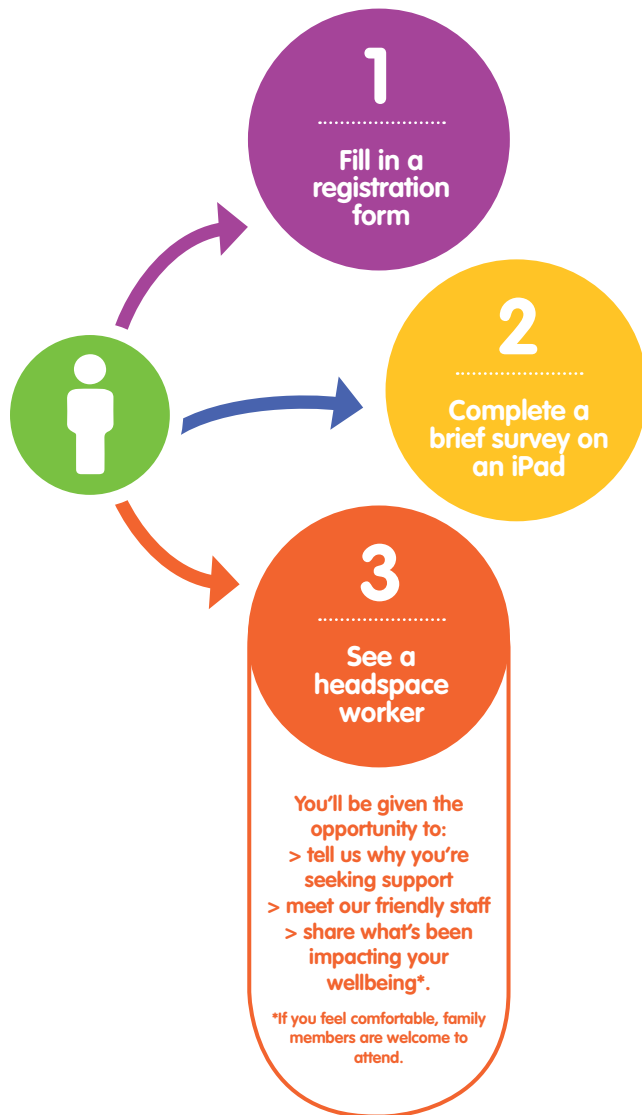 1
Fill in a
registration
form
2
Complete a
brief survey on
an iPad
3
See a
headspace
worker
You'll be given the
opportunity to:
> tell us why you're
seeking support
> meet our friendly staff
> share what's been
impacting your
wellbeing*.
*If you feel comfortable, family
members are welcome to
attend.